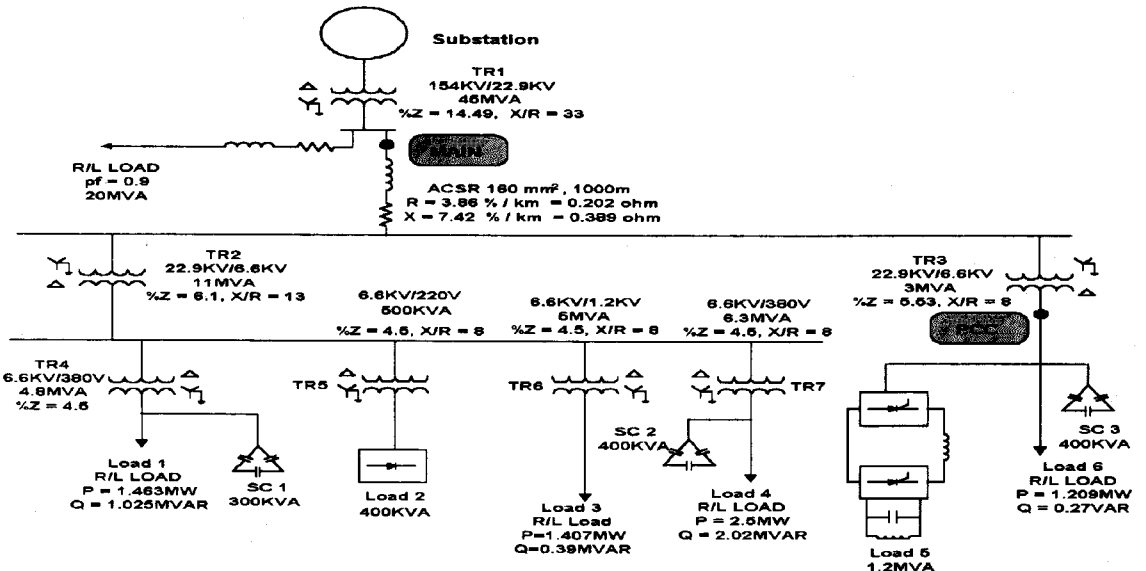 Substation
TR1
154KV/22.9KV
45MVA
%Z = 14.49, X/R = 33
MAIN
R/L LOAD
pf = 0.9
20MVA
ACSR 160 mm², 1000m
R = 3.86 % / km = 0.202 ohm
X = 7.42 % / km = 0.389 ohm
TR2
22.9KV/6.6KV
11MVA
%Z = 6.1, X/R = 13
TR3
22.9KV/6.6KV
3MVA
%Z = 5.53, X/R = 8
PCC
6.6KV/220V
500KVA
%Z = 4.5, X/R = 8
6.6KV/1.2KV
5MVA
%Z = 4.5, X/R = 8
6.6KV/380V
6.3MVA
%Z = 4.5, X/R = 8
TR4
6.6KV/380V
4.8MVA
%Z = 4.5
TR5
TR6
TR7
Load 1
R/L LOAD
P = 1.463MW
Q = 1.025MVAR
SC 1
300KVA
Load 2
400KVA
Load 3
R/L Load
P=1.407MW
Q=0.39MVAR
SC 2
400KVA
Load 4
R/L LOAD
P = 2.5MW
Q = 2.02MVAR
Load 5
1.2MVA
SC 3
400KVA
Load 6
R/L LOAD
P = 1.209MW
Q = 0.27VAR